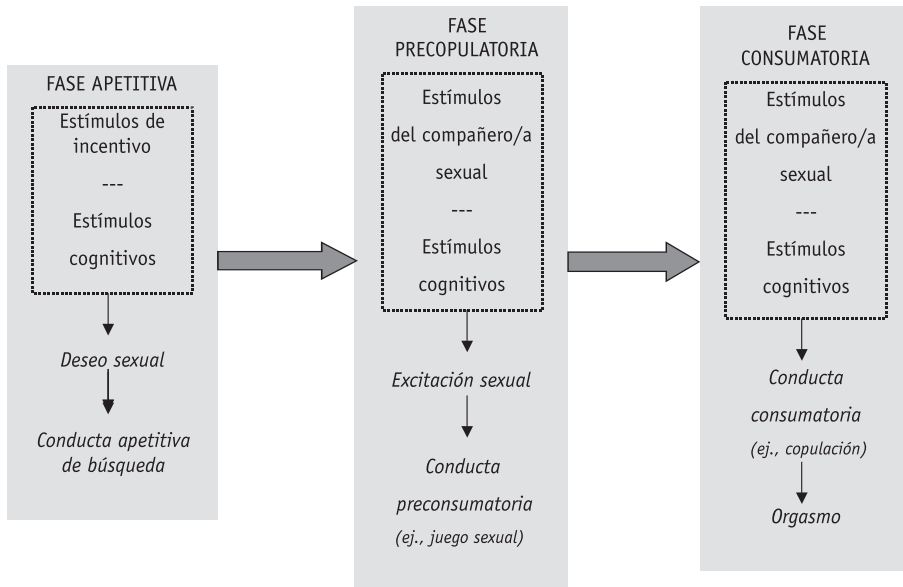 FASE APETITIVA
Estímulos de
incentivo
---
Estímulos
cognitivos
Deseo sexual
Conducta apetitiva
de búsqueda
FASE
PRECOPULATORIA
Estímulos
del compañero/a
sexual
---
Estímulos
cognitivos
Excitación sexual
Conducta
preconsumatoria
(ej., juego sexual)
FASE
CONSUMATORIA
Estímulos
del compañero/a
sexual
---
Estímulos
cognitivos
Conducta
consumatoria
(ej., copulación)
Orgasmo